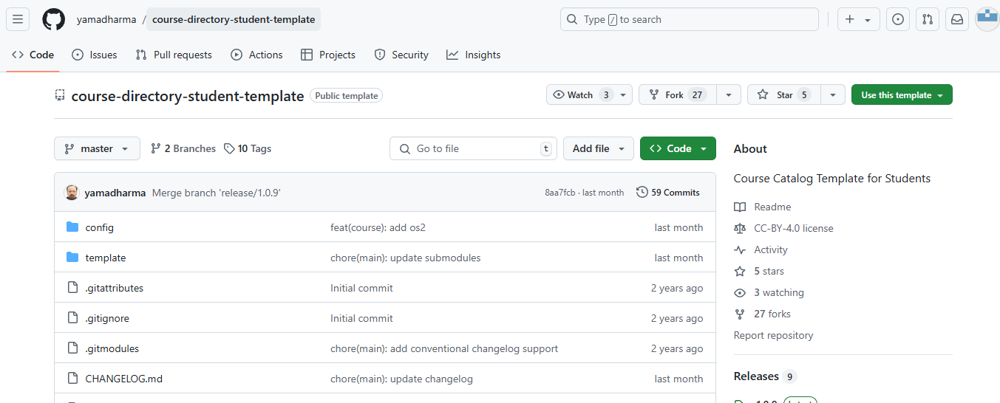 yamadharma / course-directory-student-template
Type / to search
Code Issues Pull requests Actions Projects Security Insights
course-directory-student-template Public template
Watch 3 Fork 27 Star 5 Use this template
master 2 Branches 10 Tags Go to file t Add file Code
yamadharma Merge branch 'release/1.0.9' 8aa7fcb · last month 59 Commits
config feat(course): add os2 last month
template chore(main): update submodules last month
.gitattributes Initial commit 2 years ago
.gitignore Initial commit 2 years ago
.gitmodules chore(main): add conventional changelog support 2 years ago
CHANGELOG.md chore(main): update changelog last month
About
Course Catalog Template for Students
Readme
CC-BY-4.0 license
Activity
5 stars
3 watching
27 forks
Report repository
Releases 9